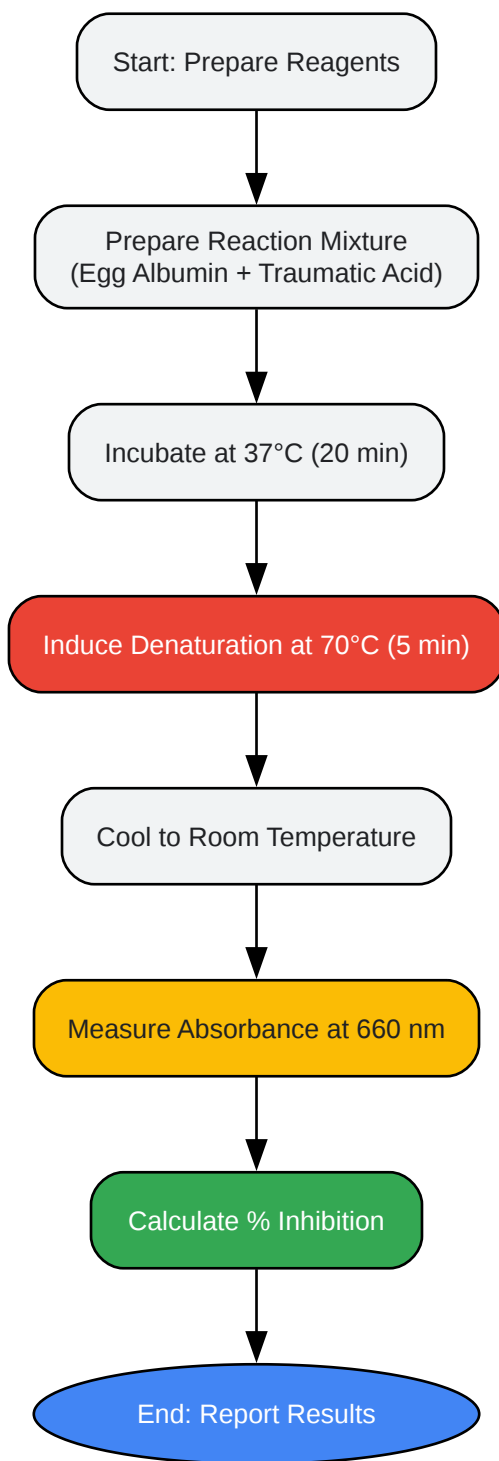 Start: Prepare Reagents
Prepare Reaction Mixture
(Egg Albumin + Traumatic Acid)
Incubate at 37°C (20 min)
Induce Denaturation at 70°C (5 min)
Cool to Room Temperature
Measure Absorbance at 660 nm
Calculate % Inhibition
End: Report Results